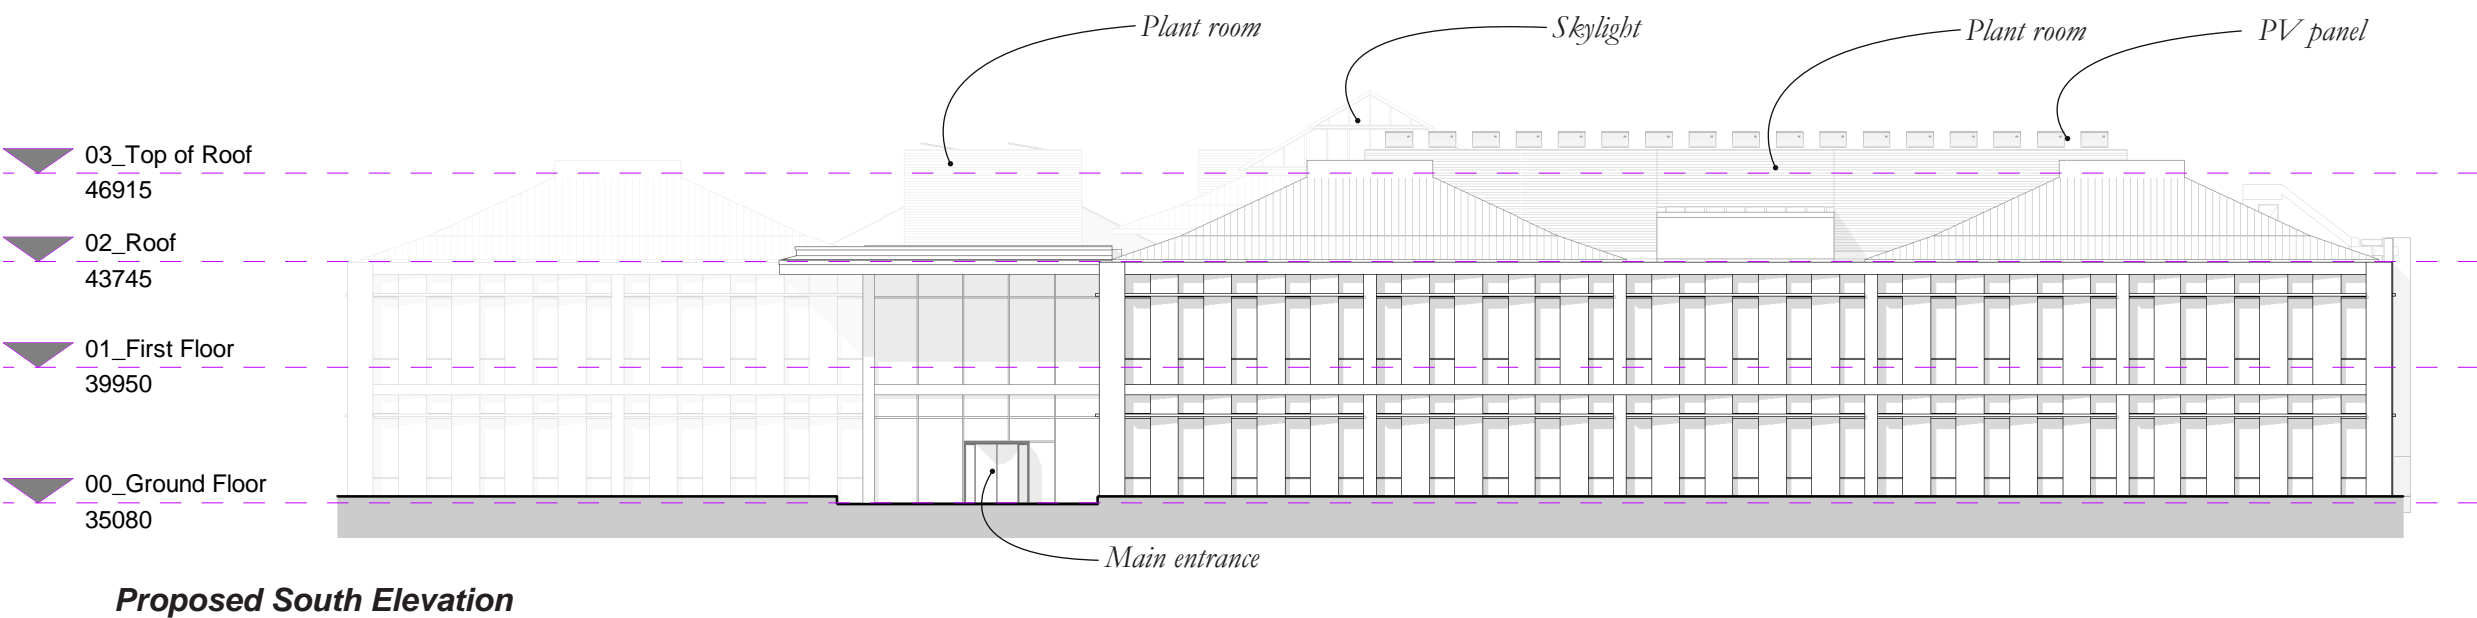 Plant room
Skylight
Plant room
PV panel
03_Top of Roof
46915
02_Roof
43745
01_First Floor
39950
00_Ground Floor
35080
Main entrance
Proposed South Elevation